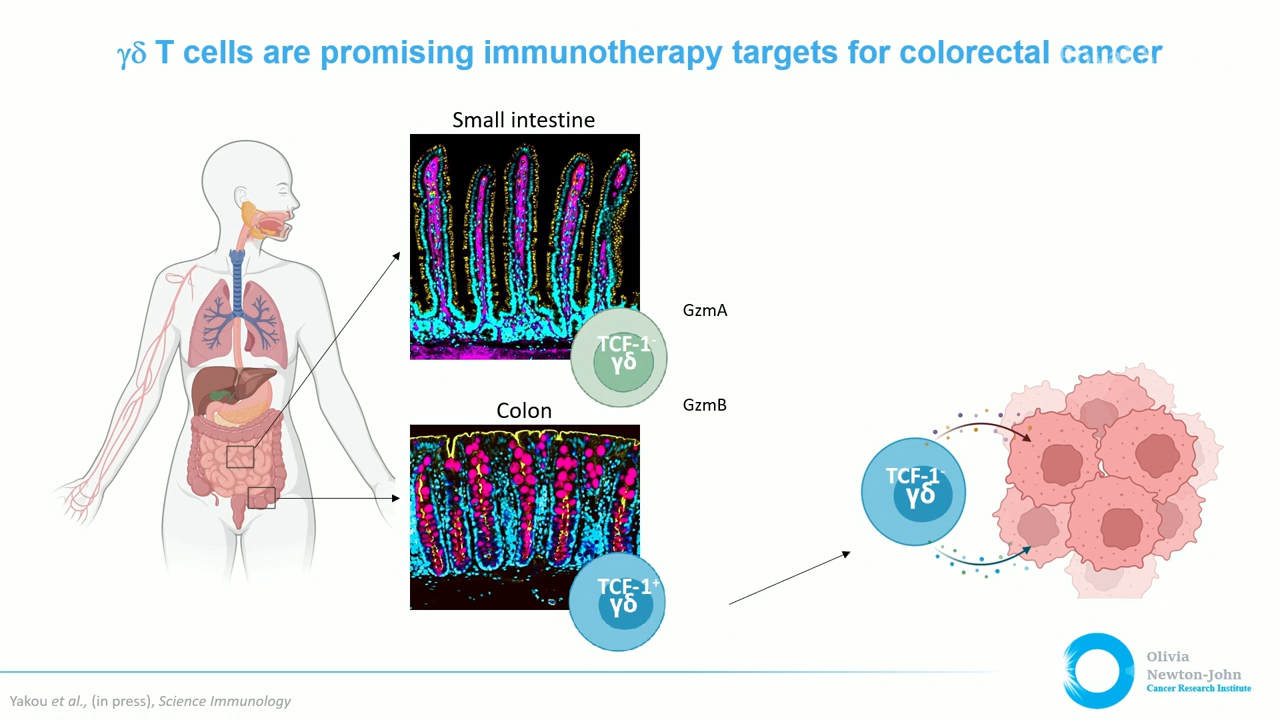 γδ T cells are promising immunotherapy targets for colorectal cancer
Small intestine
TCF-1-
γδ
GzmA
GzmB
Colon
TCF-1+
γδ
TCF-1-
γδ
Olivia
Newton-John
Cancer Research Institute
Yakou et al., (in press), Science Immunology